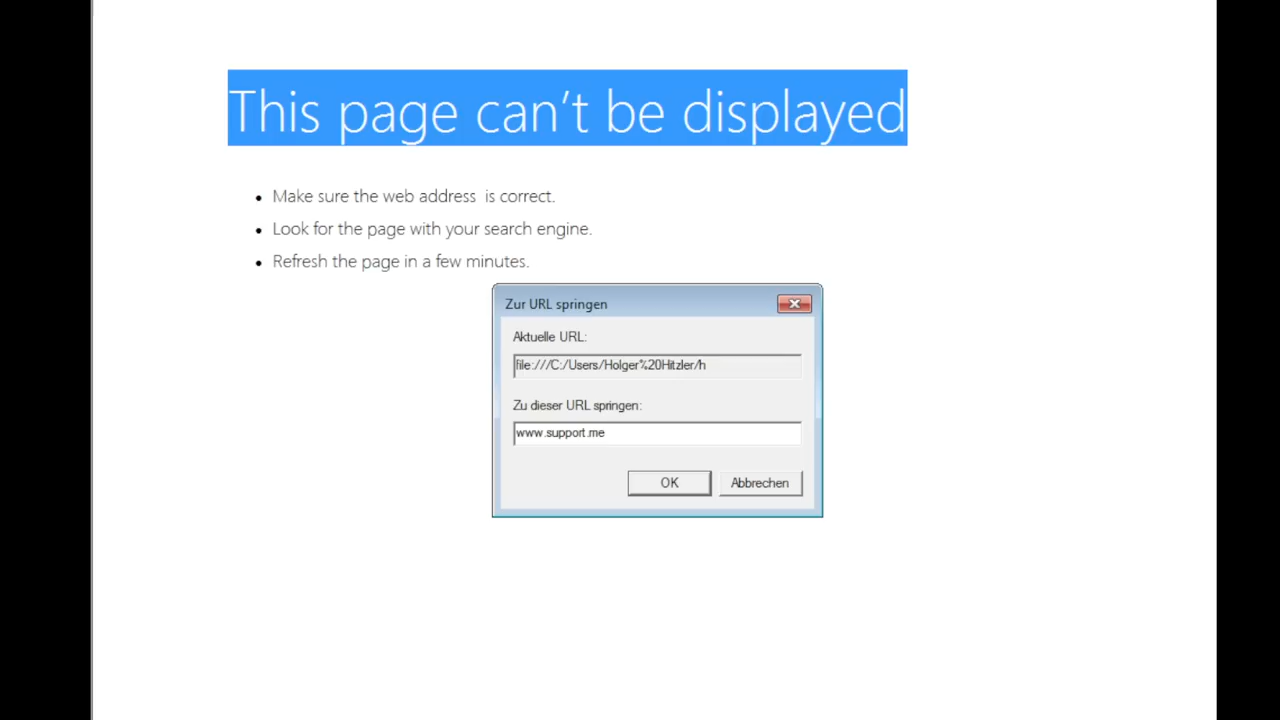 This page can't be displayed
Make sure the web address  is correct.
Look for the page with your search engine.
Refresh the page in a few minutes.
Zur URL springen
Aktuelle URL:
file:///C:/Users/Holger%20Hitzler/h
Zu dieser URL springen:
www.support.me
OK
Abbrechen